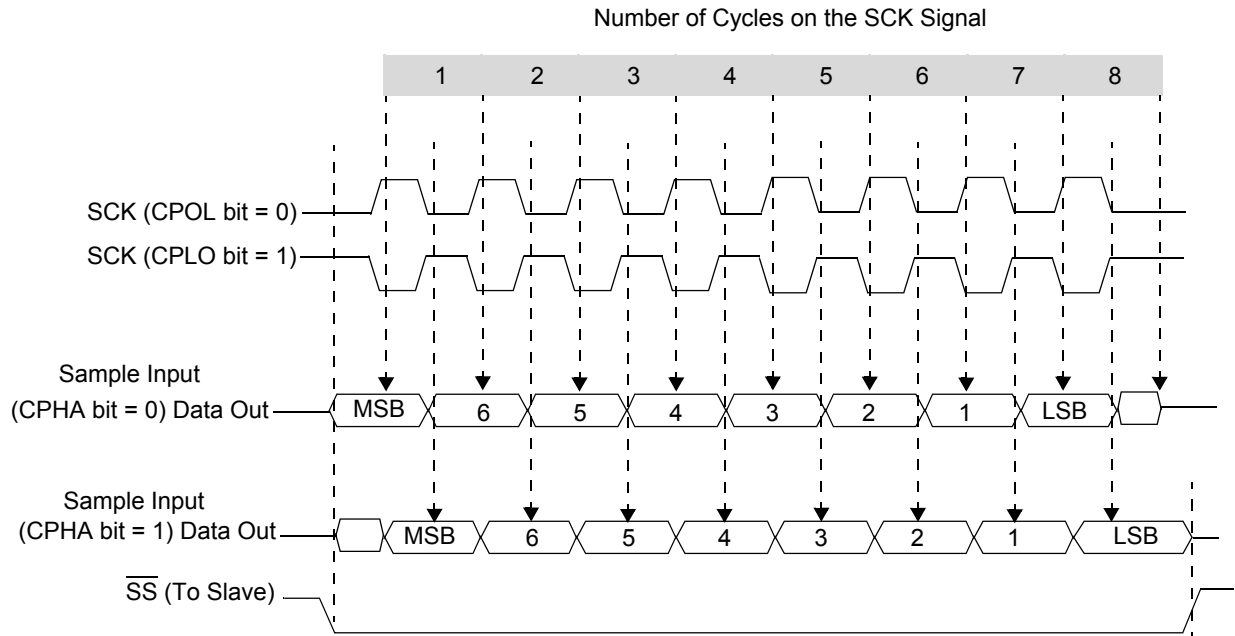 Number of Cycles on the SCK Signal
1 2 3 4 5 6 7 8
SCK (CPOL bit = 0)
SCK (CPLO bit = 1)
Sample Input
(CPHA bit = 0) Data Out
MSB 6 5 4 3 2 1 LSB
Sample Input
(CPHA bit = 1) Data Out
MSB 6 5 4 3 2 1 LSB
SS (To Slave)